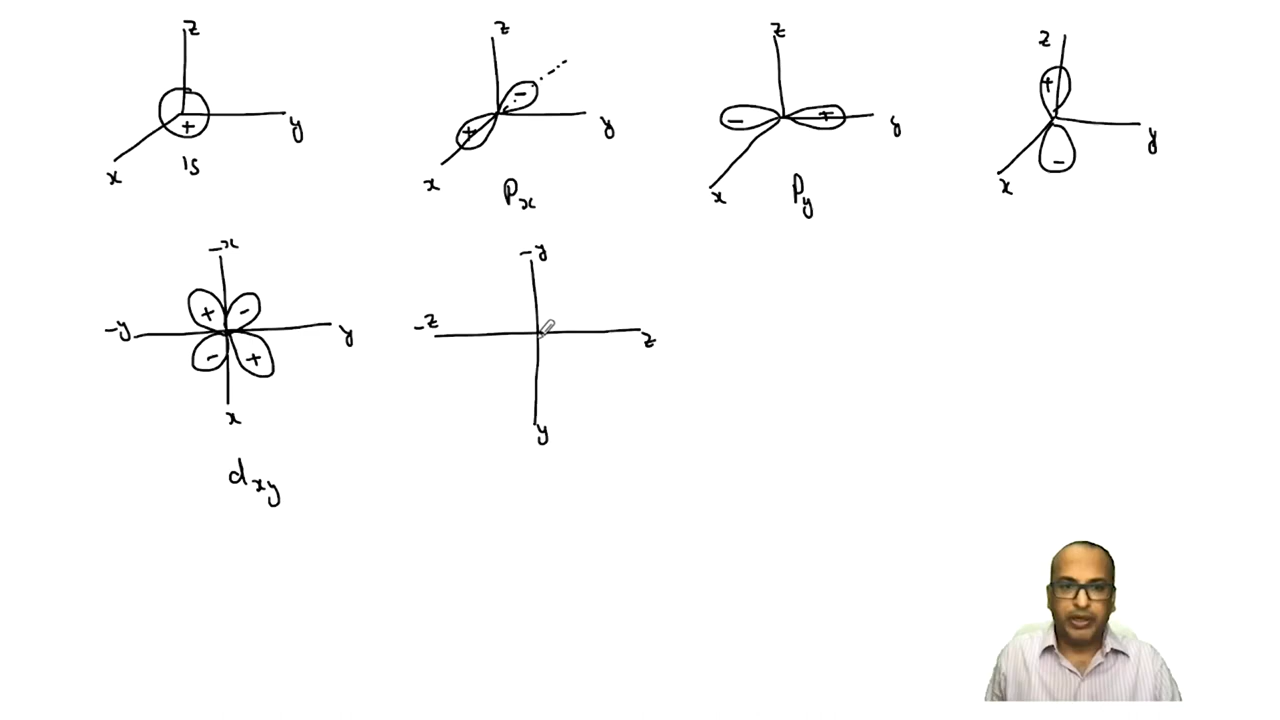 z
+
y
x
1s
z
-
+
y
x
Px
z
-
+
y
x
Py
z
+
-
y
x
-x
+
-
-y
y
-
+
x
dxy
-y
-z
z
y